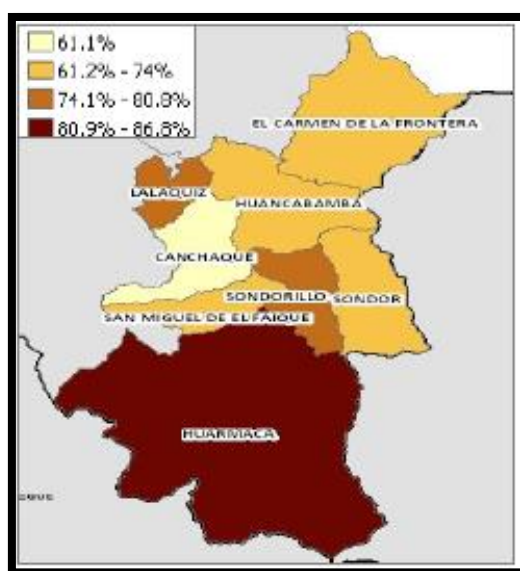 61.1%
61.2% - 74%
74.1% - 80.8%
80.9% - 86.8%
EL CARMEN DE LA FRONTERA
LALAQUIZ
HUANCABAMBA
CANCHAQUE
SONDORILLO
SONDOR
SAN MIGUEL DE EL FAIQUE
HUARMACA